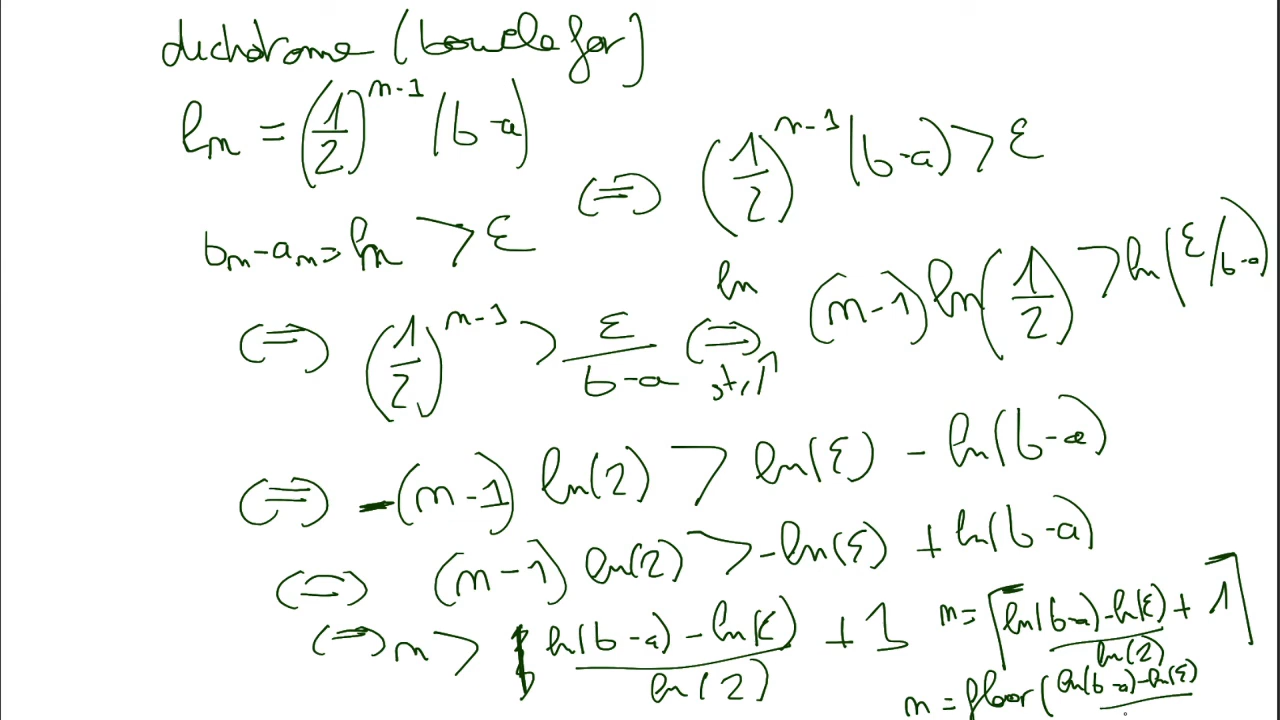 dichotomie (boucle for)
lₙ = (1/2)ⁿ⁻¹ (b-a)
bₙ-aₙ = lₙ > ε ⇔ (1/2)ⁿ⁻¹ (b-a) > ε
⇔ (1/2)ⁿ⁻¹ > ε/(b-a) ⇔ ln str ↑ (n-1) ln(1/2) > ln(ε/b-a)
⇔ -(n-1) ln(2) > ln(ε) - ln(b-a)
⇔ (n-1) ln(2) > -ln(ε) + ln(b-a)
⇔ n > (ln(b-a) - ln(ε))/ln(2) + 1
n = ⌈(ln(b-a) - ln(ε))/ln(2) + 1⌉
n = floor((ln(b-a) - ln(ε))/